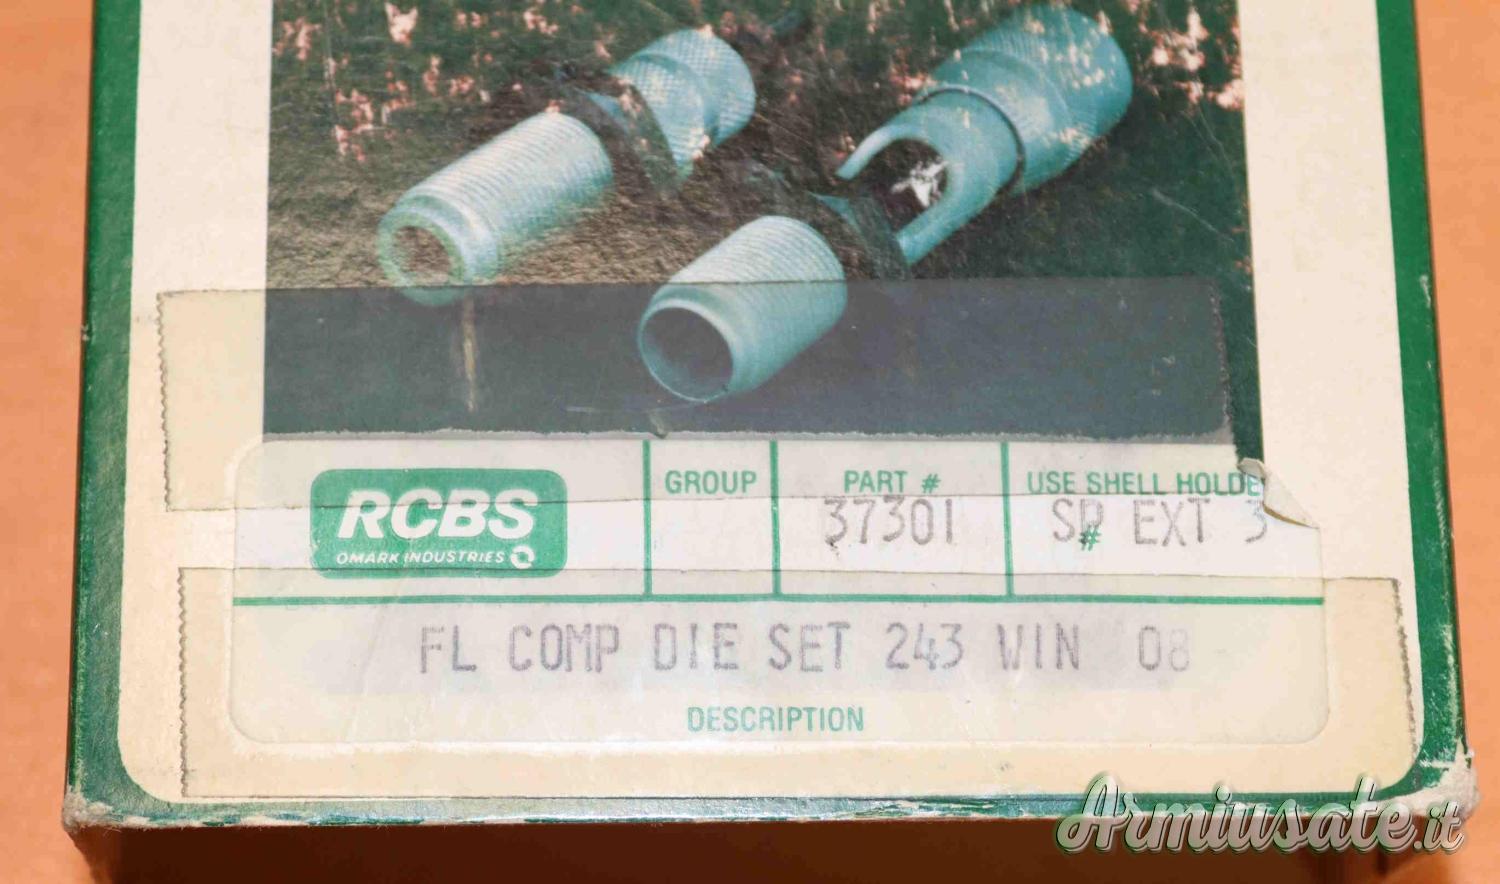 RCBS
OMARK INDUSTRIES
GROUP
PART #
37301
USE SHELL HOLDE
#
SP EXT 3
FL COMP DIE SET 243 WIN 08
DESCRIPTION
Armiusate.it